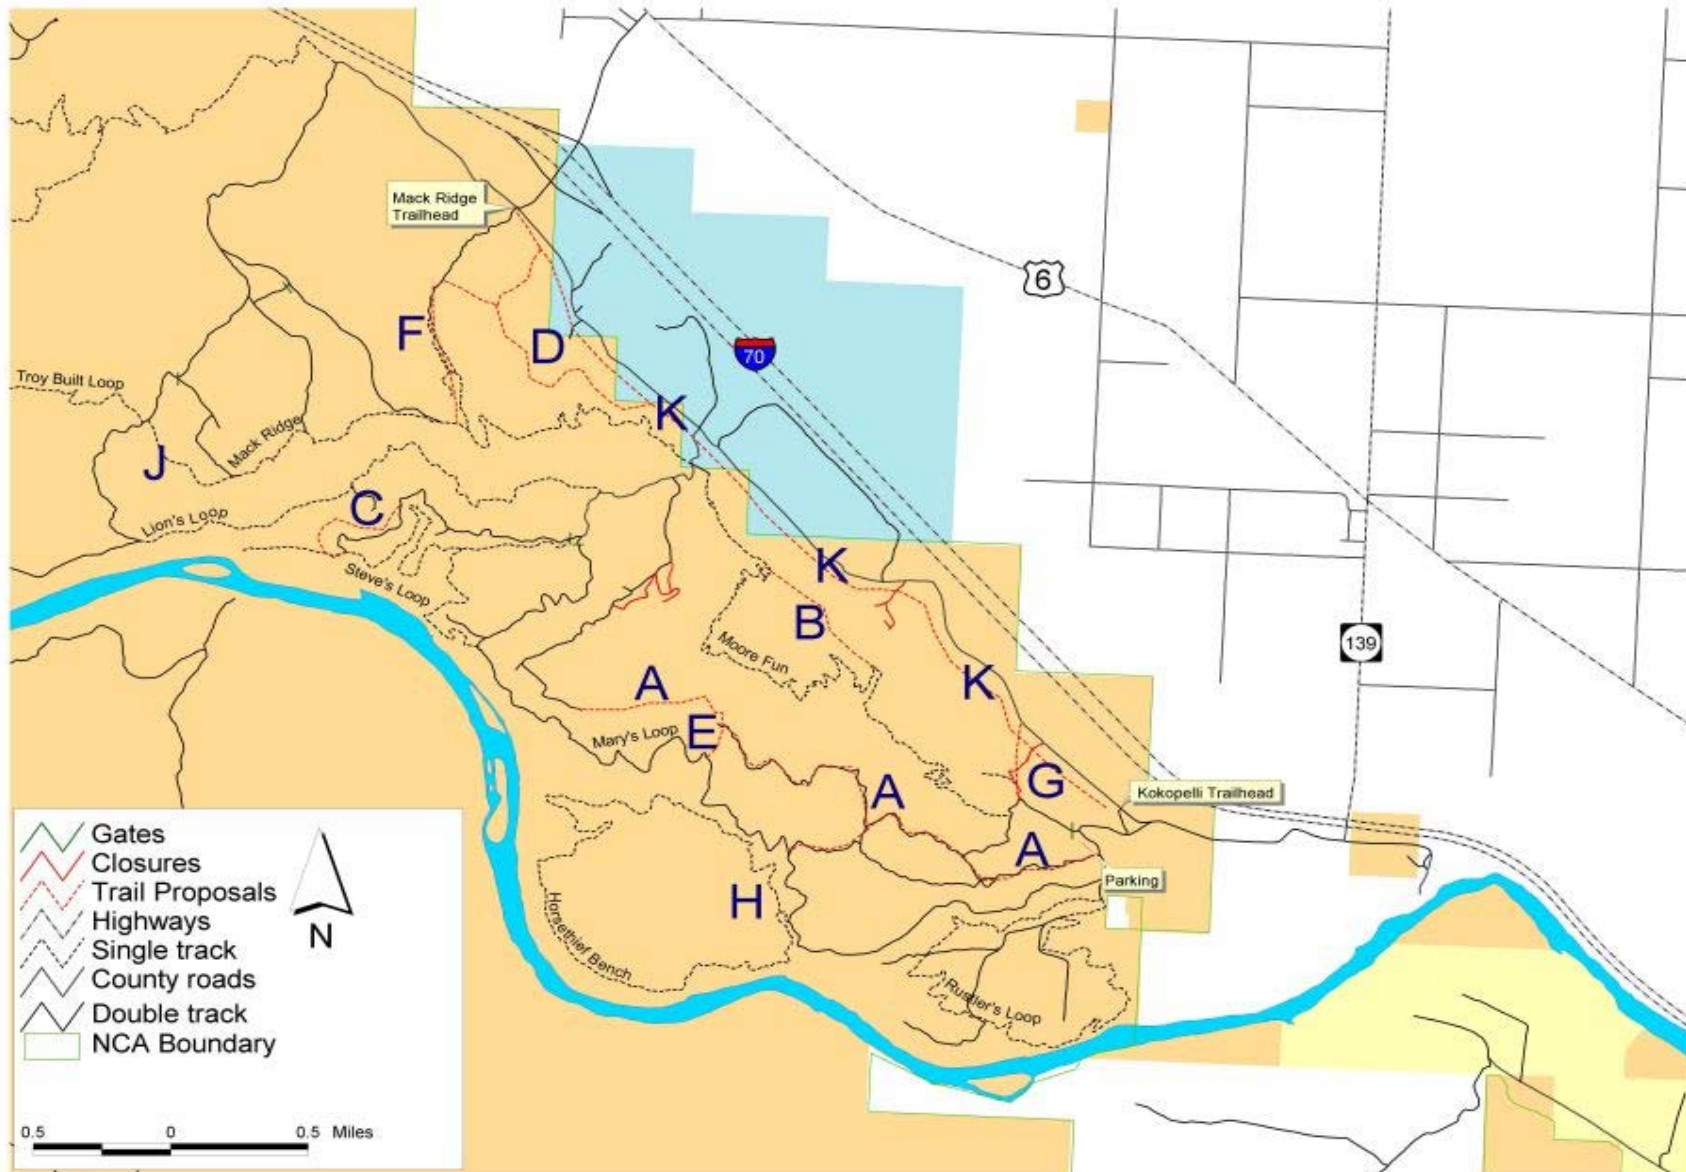 Mack Ridge
Trailhead
6
70
F
D
K
Troy Built Loop
Mack Ridge
J
C
Lion's Loop
K
Steve's Loop
B
139
Moore Fun
A
K
E
Mary's Loop
A
G
Kokopelli Trailhead
A
Parking
H
Horsethief Bench
Rustler's Loop
Gates
Closures
Trail Proposals
Highways
Single track
County roads
Double track
NCA Boundary
N
0.5 0 0.5 Miles